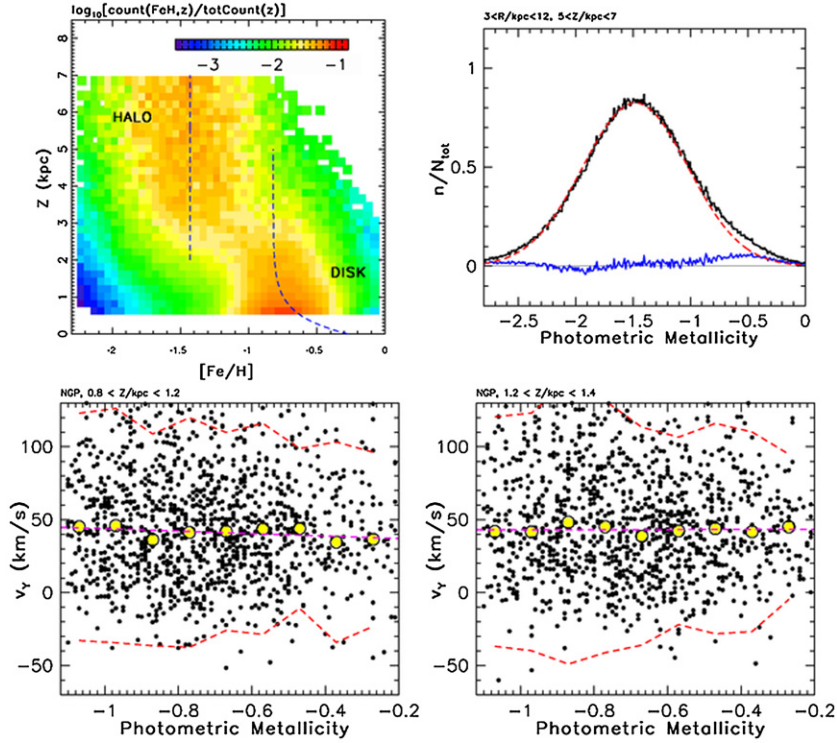 log10[count(FeH,z)/totCount(z)]
-3 -2 -1
HALO
DISK
Z (kpc)
0 1 2 3 4 5 6 7 8
-2 -1.5 -1 -0.5 0
[Fe/H]
3<R/kpc<12, 5<Z/kpc<7
n/Ntot
1
0.5
0
-2.5 -2 -1.5 -1 -0.5 0
Photometric Metallicity
NGP, 0.8 < Z/kpc < 1.2
vY (km/s)
100
50
0
-50
-1 -0.8 -0.6 -0.4 -0.2
Photometric Metallicity
NGP, 1.2 < Z/kpc < 1.4
vY (km/s)
100
50
0
-50
-1 -0.8 -0.6 -0.4 -0.2
Photometric Metallicity